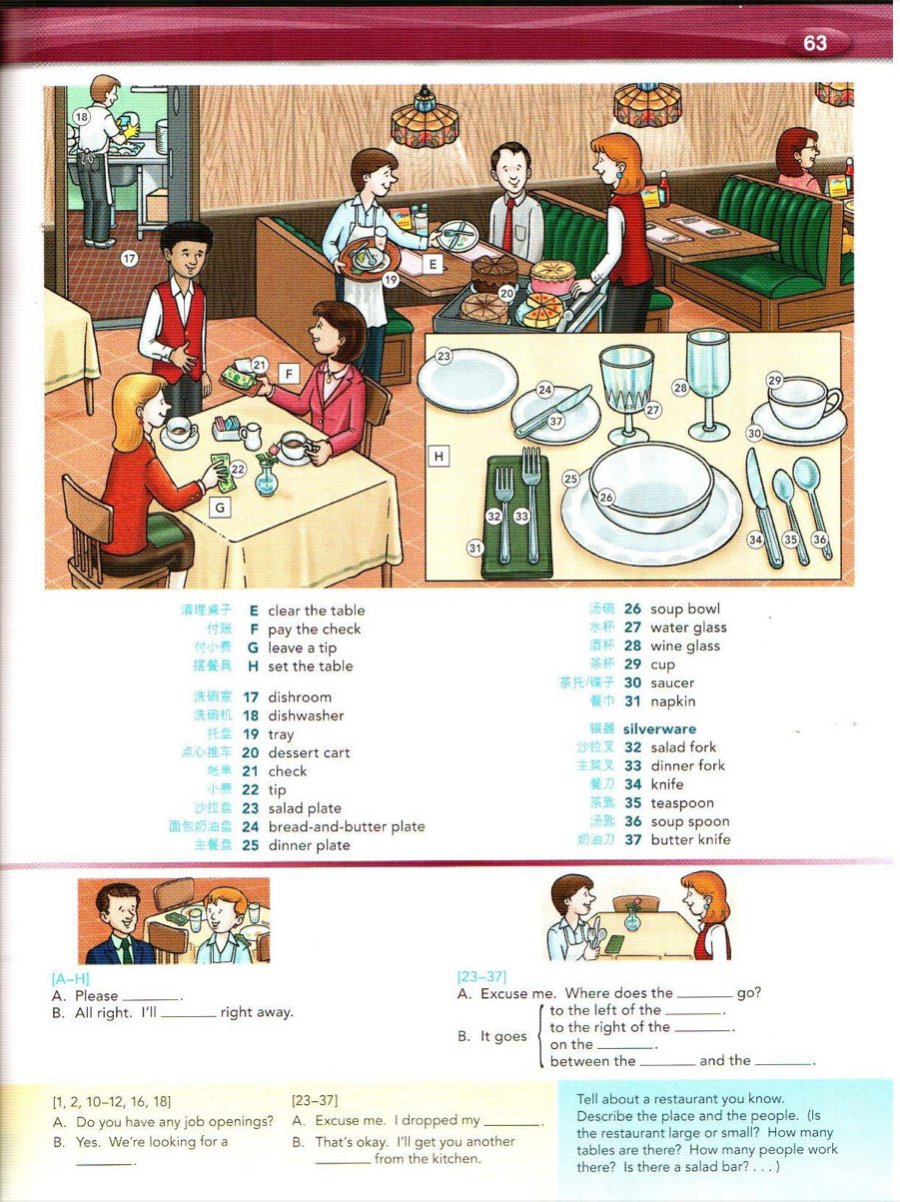 63
18
17
19
E
20
21
F
22
G
23
24
37
27
28
29
30
H
25
26
32
33
31
34
35
36
清理桌子 E clear the table
付账 F pay the check
付小费 G leave a tip
摆餐具 H set the table
洗碗室 17 dishroom
洗碗机 18 dishwasher
托盘 19 tray
点心推车 20 dessert cart
帐单 21 check
小费 22 tip
沙拉盘 23 salad plate
面包奶油盘 24 bread-and-butter plate
主餐盘 25 dinner plate
汤碗 26 soup bowl
水杯 27 water glass
酒杯 28 wine glass
茶杯 29 cup
茶托/碟子 30 saucer
餐巾 31 napkin
银器 silverware
沙拉叉 32 salad fork
主菜叉 33 dinner fork
餐刀 34 knife
茶匙 35 teaspoon
汤匙 36 soup spoon
奶油刀 37 butter knife
[A–H]
A. Please ______.
B. All right. I'll ______ right away.
[23–37]
A. Excuse me. Where does the ______ go?
B. It goes
to the left of the ______.
to the right of the ______.
on the ______.
between the ______ and the ______.
[1, 2, 10–12, 16, 18]
A. Do you have any job openings?
B. Yes. We're looking for a
______.
[23–37]
A. Excuse me. I dropped my ______.
B. That's okay. I'll get you another
______ from the kitchen.
Tell about a restaurant you know.
Describe the place and the people. (Is
the restaurant large or small? How many
tables are there? How many people work
there? Is there a salad bar? . . . )